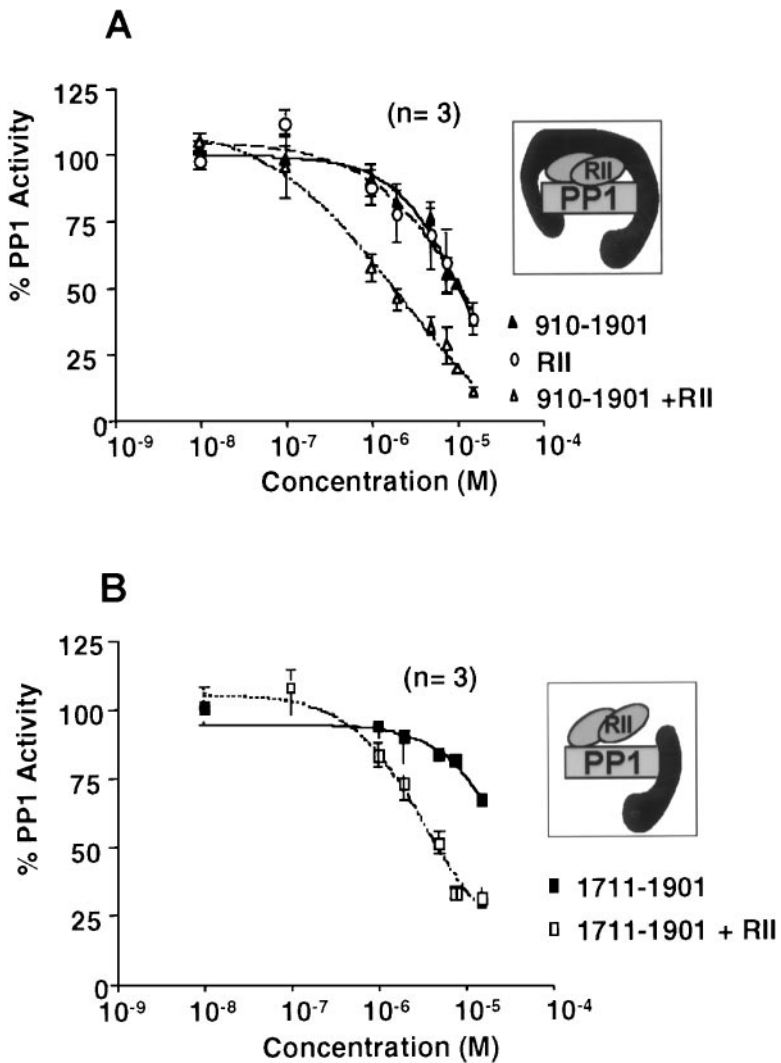 A
125
(n= 3)
100
75
50
25
0
% PP1 Activity
RII
PP1
910-1901
RII
910-1901 +RII
10-9 10-8 10-7 10-6 10-5 10-4
Concentration (M)
B
125
(n= 3)
100
75
50
25
0
% PP1 Activity
RII
PP1
1711-1901
1711-1901 + RII
10-9 10-8 10-7 10-6 10-5 10-4
Concentration (M)